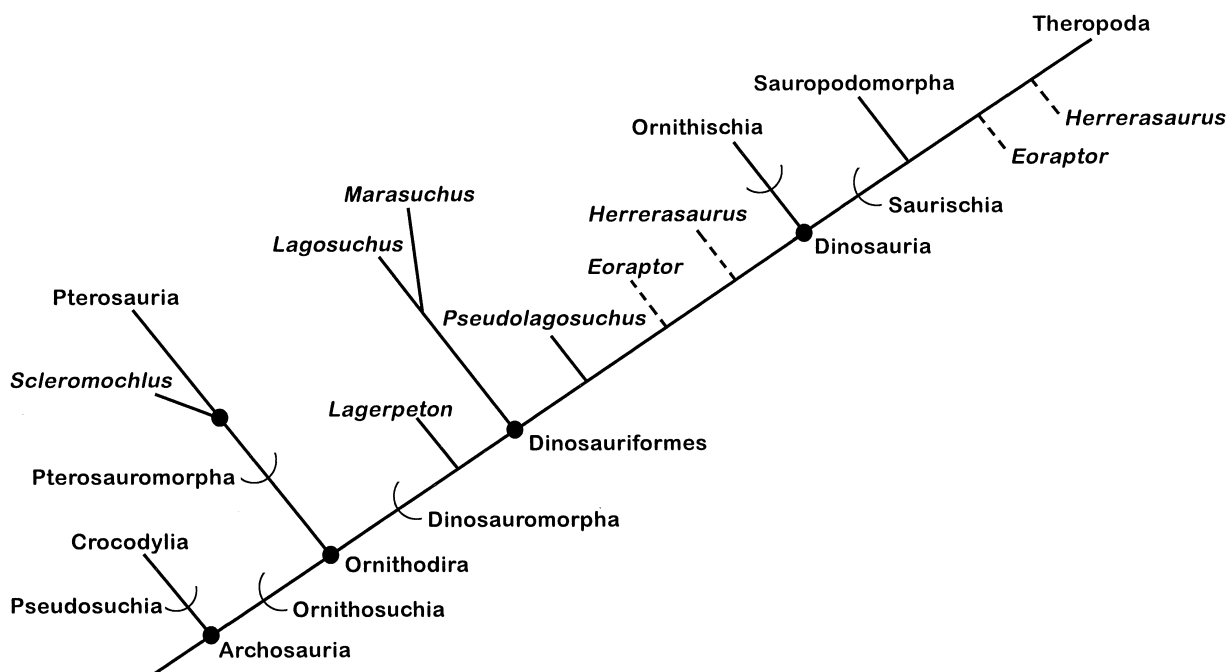 Theropoda
Sauropodomorpha
Herrerasaurus
Ornithischia
Eoraptor
Marasuchus
Saurischia
Herrerasaurus
Lagosuchus
Dinosauria
Eoraptor
Pterosauria
Pseudolagosuchus
Scleromochlus
Lagerpeton
Dinosauriformes
Pterosauromorpha
Dinosauromorpha
Crocodylia
Ornithodira
Pseudosuchia
Ornithosuchia
Archosauria